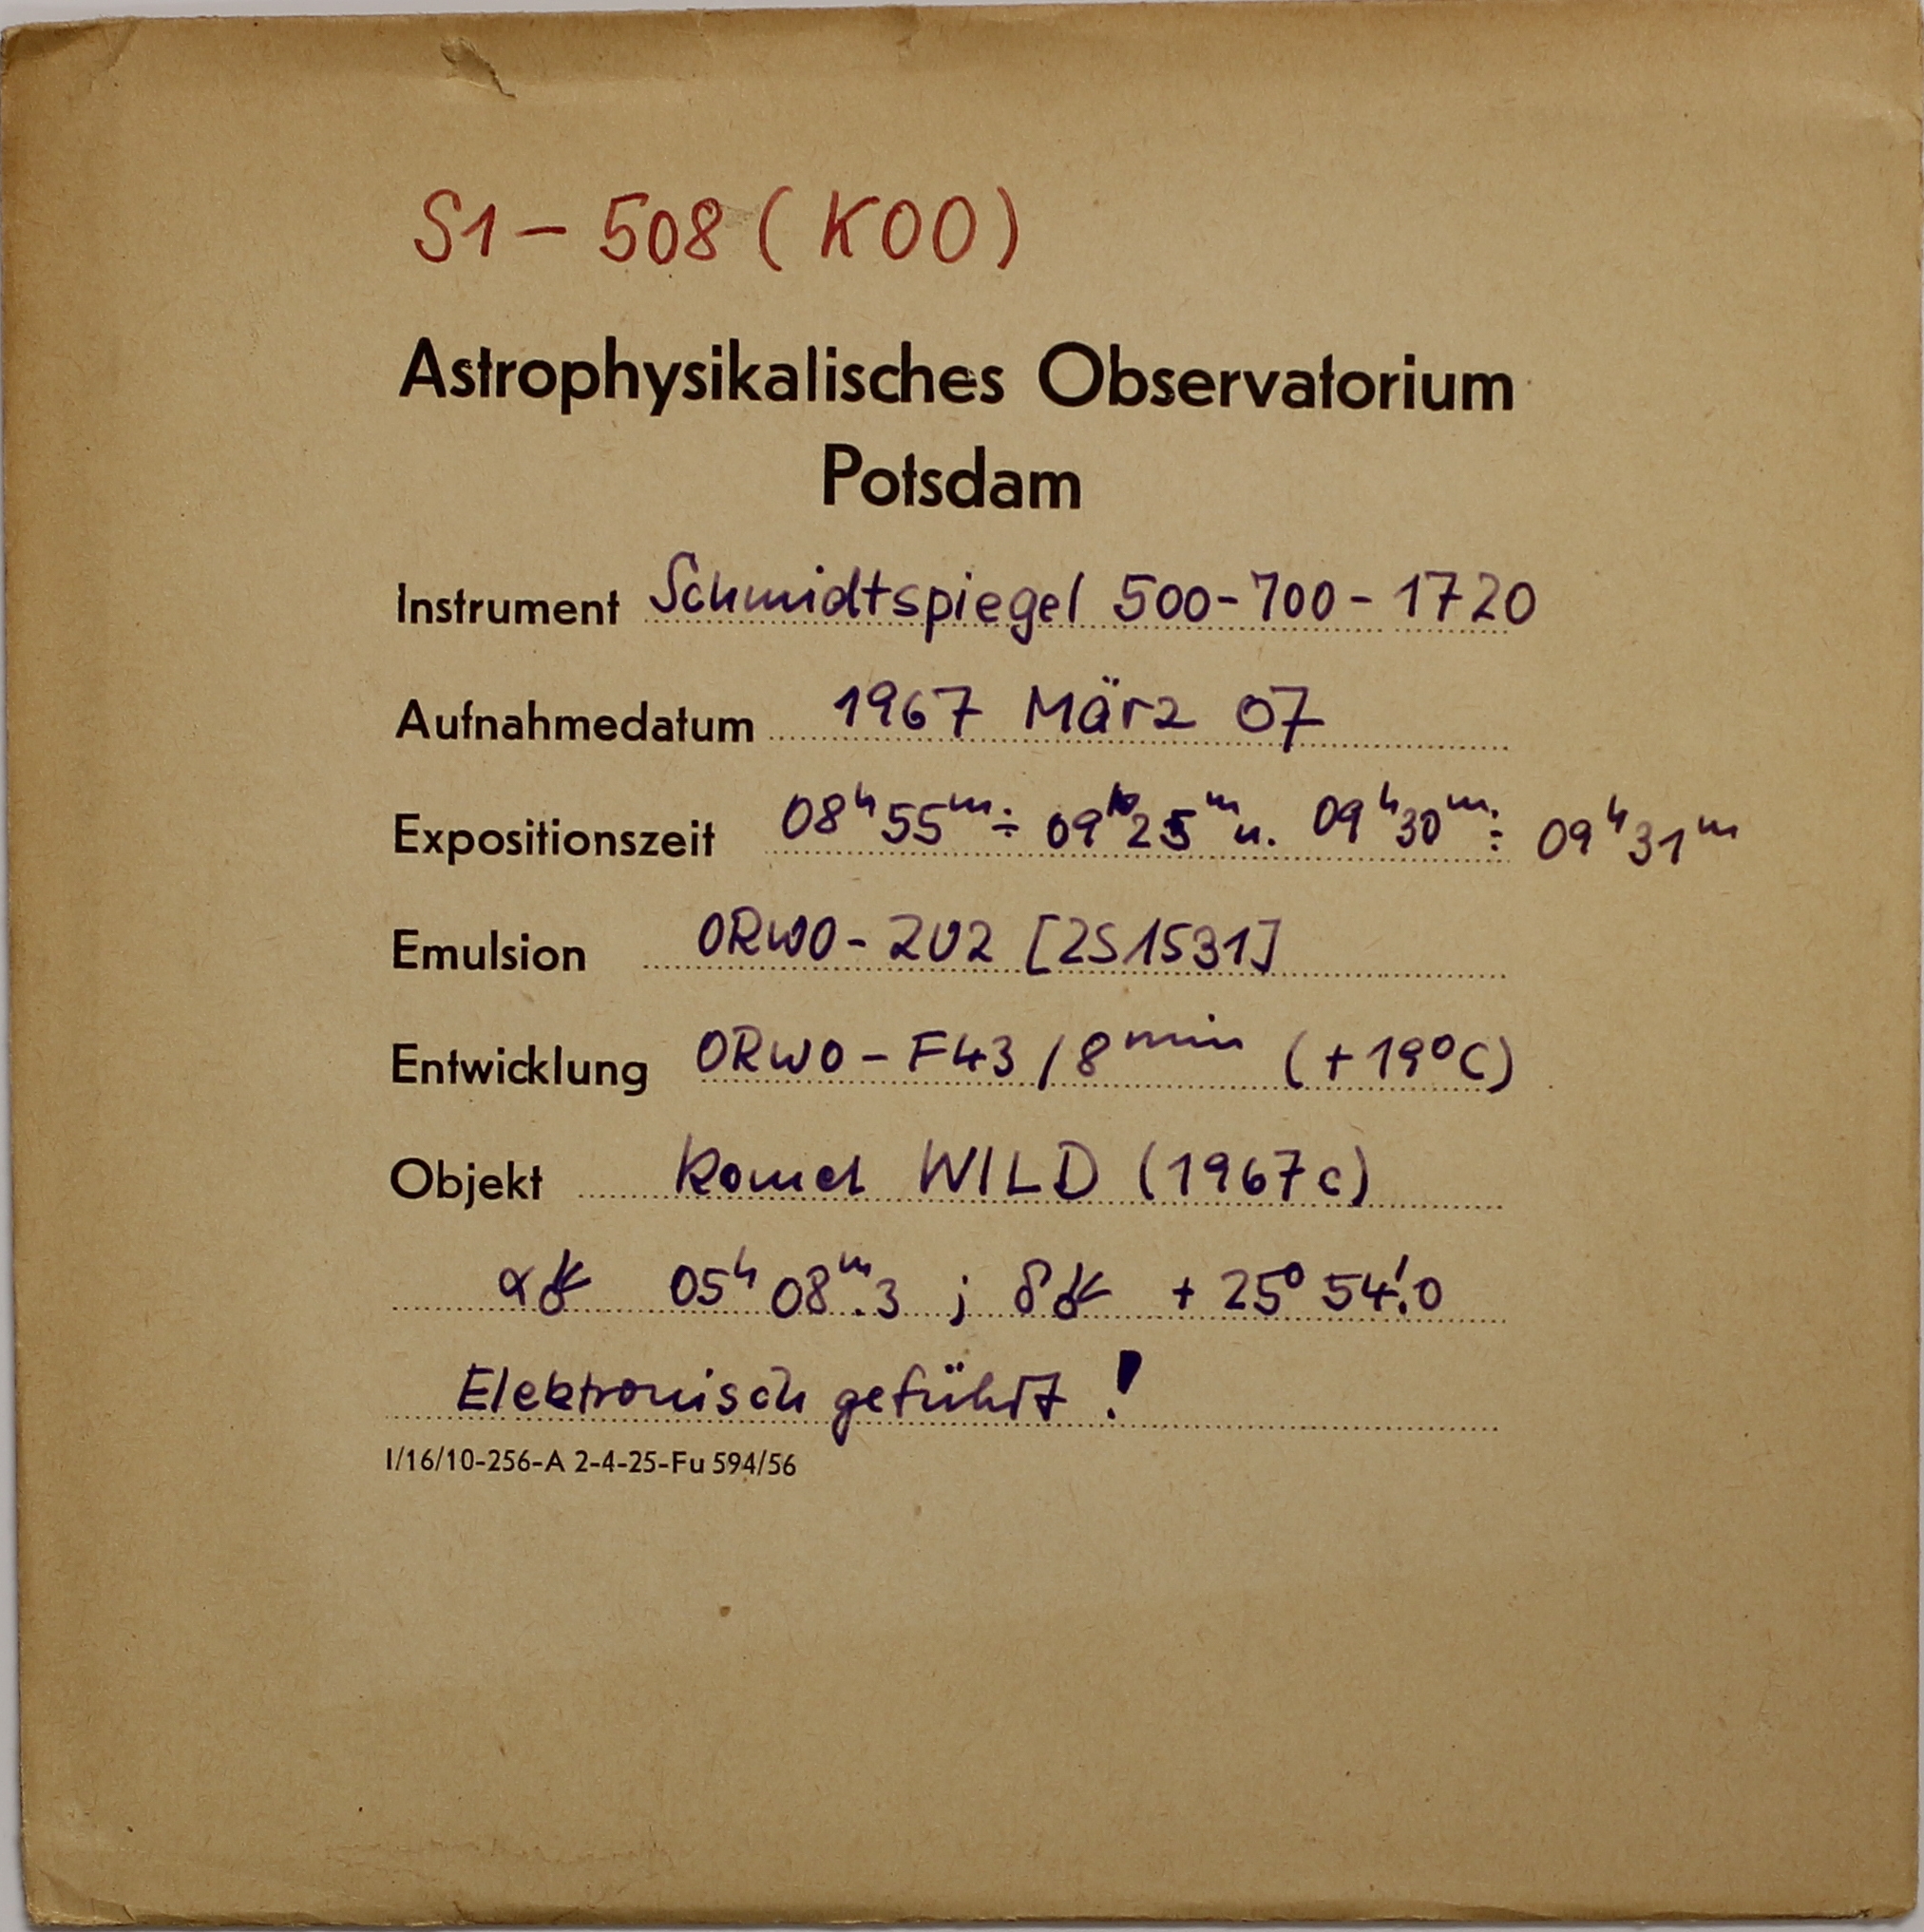 S1 - 508 (K00)
Astrophysikalisches Observatorium
Potsdam
Instrument Schmidtspiegel 500-700-1720
Aufnahmedatum 1967 März 07
Expositionszeit 08ʰ55ᵐ ÷ 09ʰ25ᵐ u. 09ʰ30ᵐ ÷ 09ʰ31ᵐ
Emulsion ORWO-ZU2 [2S1531]
Entwicklung ORWO-F43/8ᵐⁱⁿ (+19°C)
Objekt Komet WILD (1967c)
α☄ 05ʰ08ᵐ.3 ; δ☄ +25°54'.0
Elektronisch geführt!
I/16/10-256-A 2-4-25-Fu 594/56